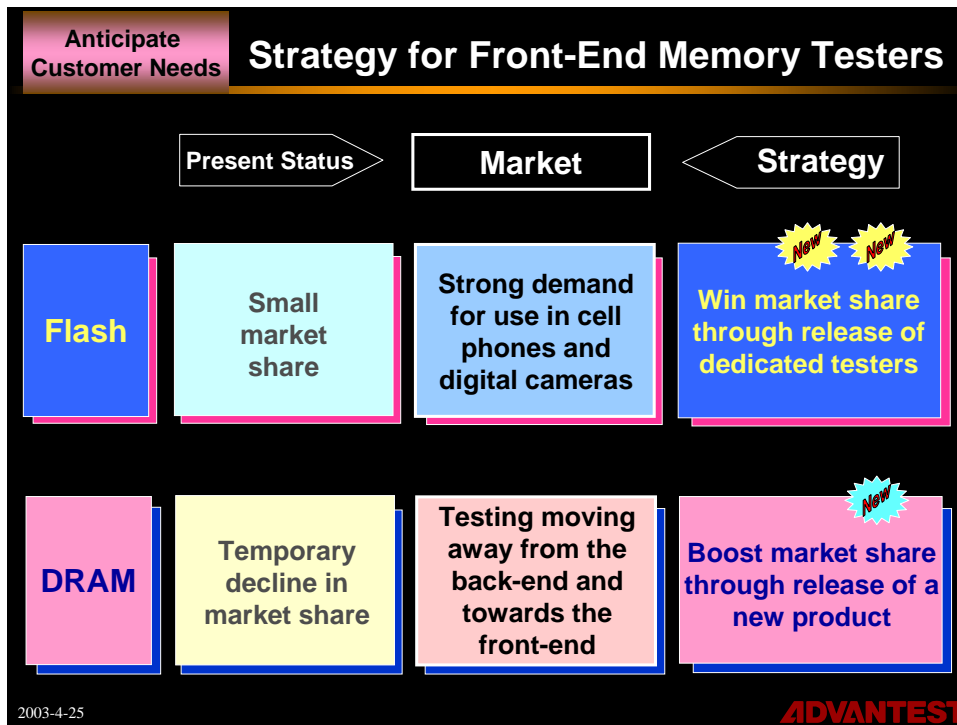 Anticipate
Customer Needs
Strategy for Front-End Memory Testers
Present Status
Market
Strategy
Flash
Small
market
share
Strong demand
for use in cell
phones and
digital cameras
New
New
Win market share
through release of
dedicated testers
DRAM
Temporary
decline in
market share
Testing moving
away from the
back-end and
towards the
front-end
New
Boost market share
through release of a
new product
2003-4-25
ADVANTEST